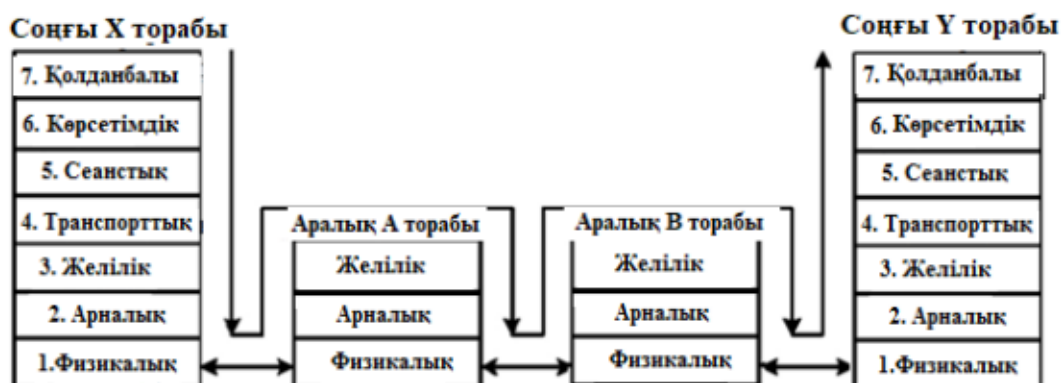 Соңғы X торабы
7. Қолданбалы
6. Көрсетімдік
5. Сеанстық
4. Транспорттық
3. Желілік
2. Арналық
1.Физикалық
Аралық А торабы
Желілік
Арналық
Физикалық
Аралық В торабы
Желілік
Арналық
Физикалық
Соңғы Y торабы
7. Қолданбалы
6. Көрсетімдік
5. Сеанстық
4. Транспорттық
3. Желілік
2. Арналық
1.Физикалық